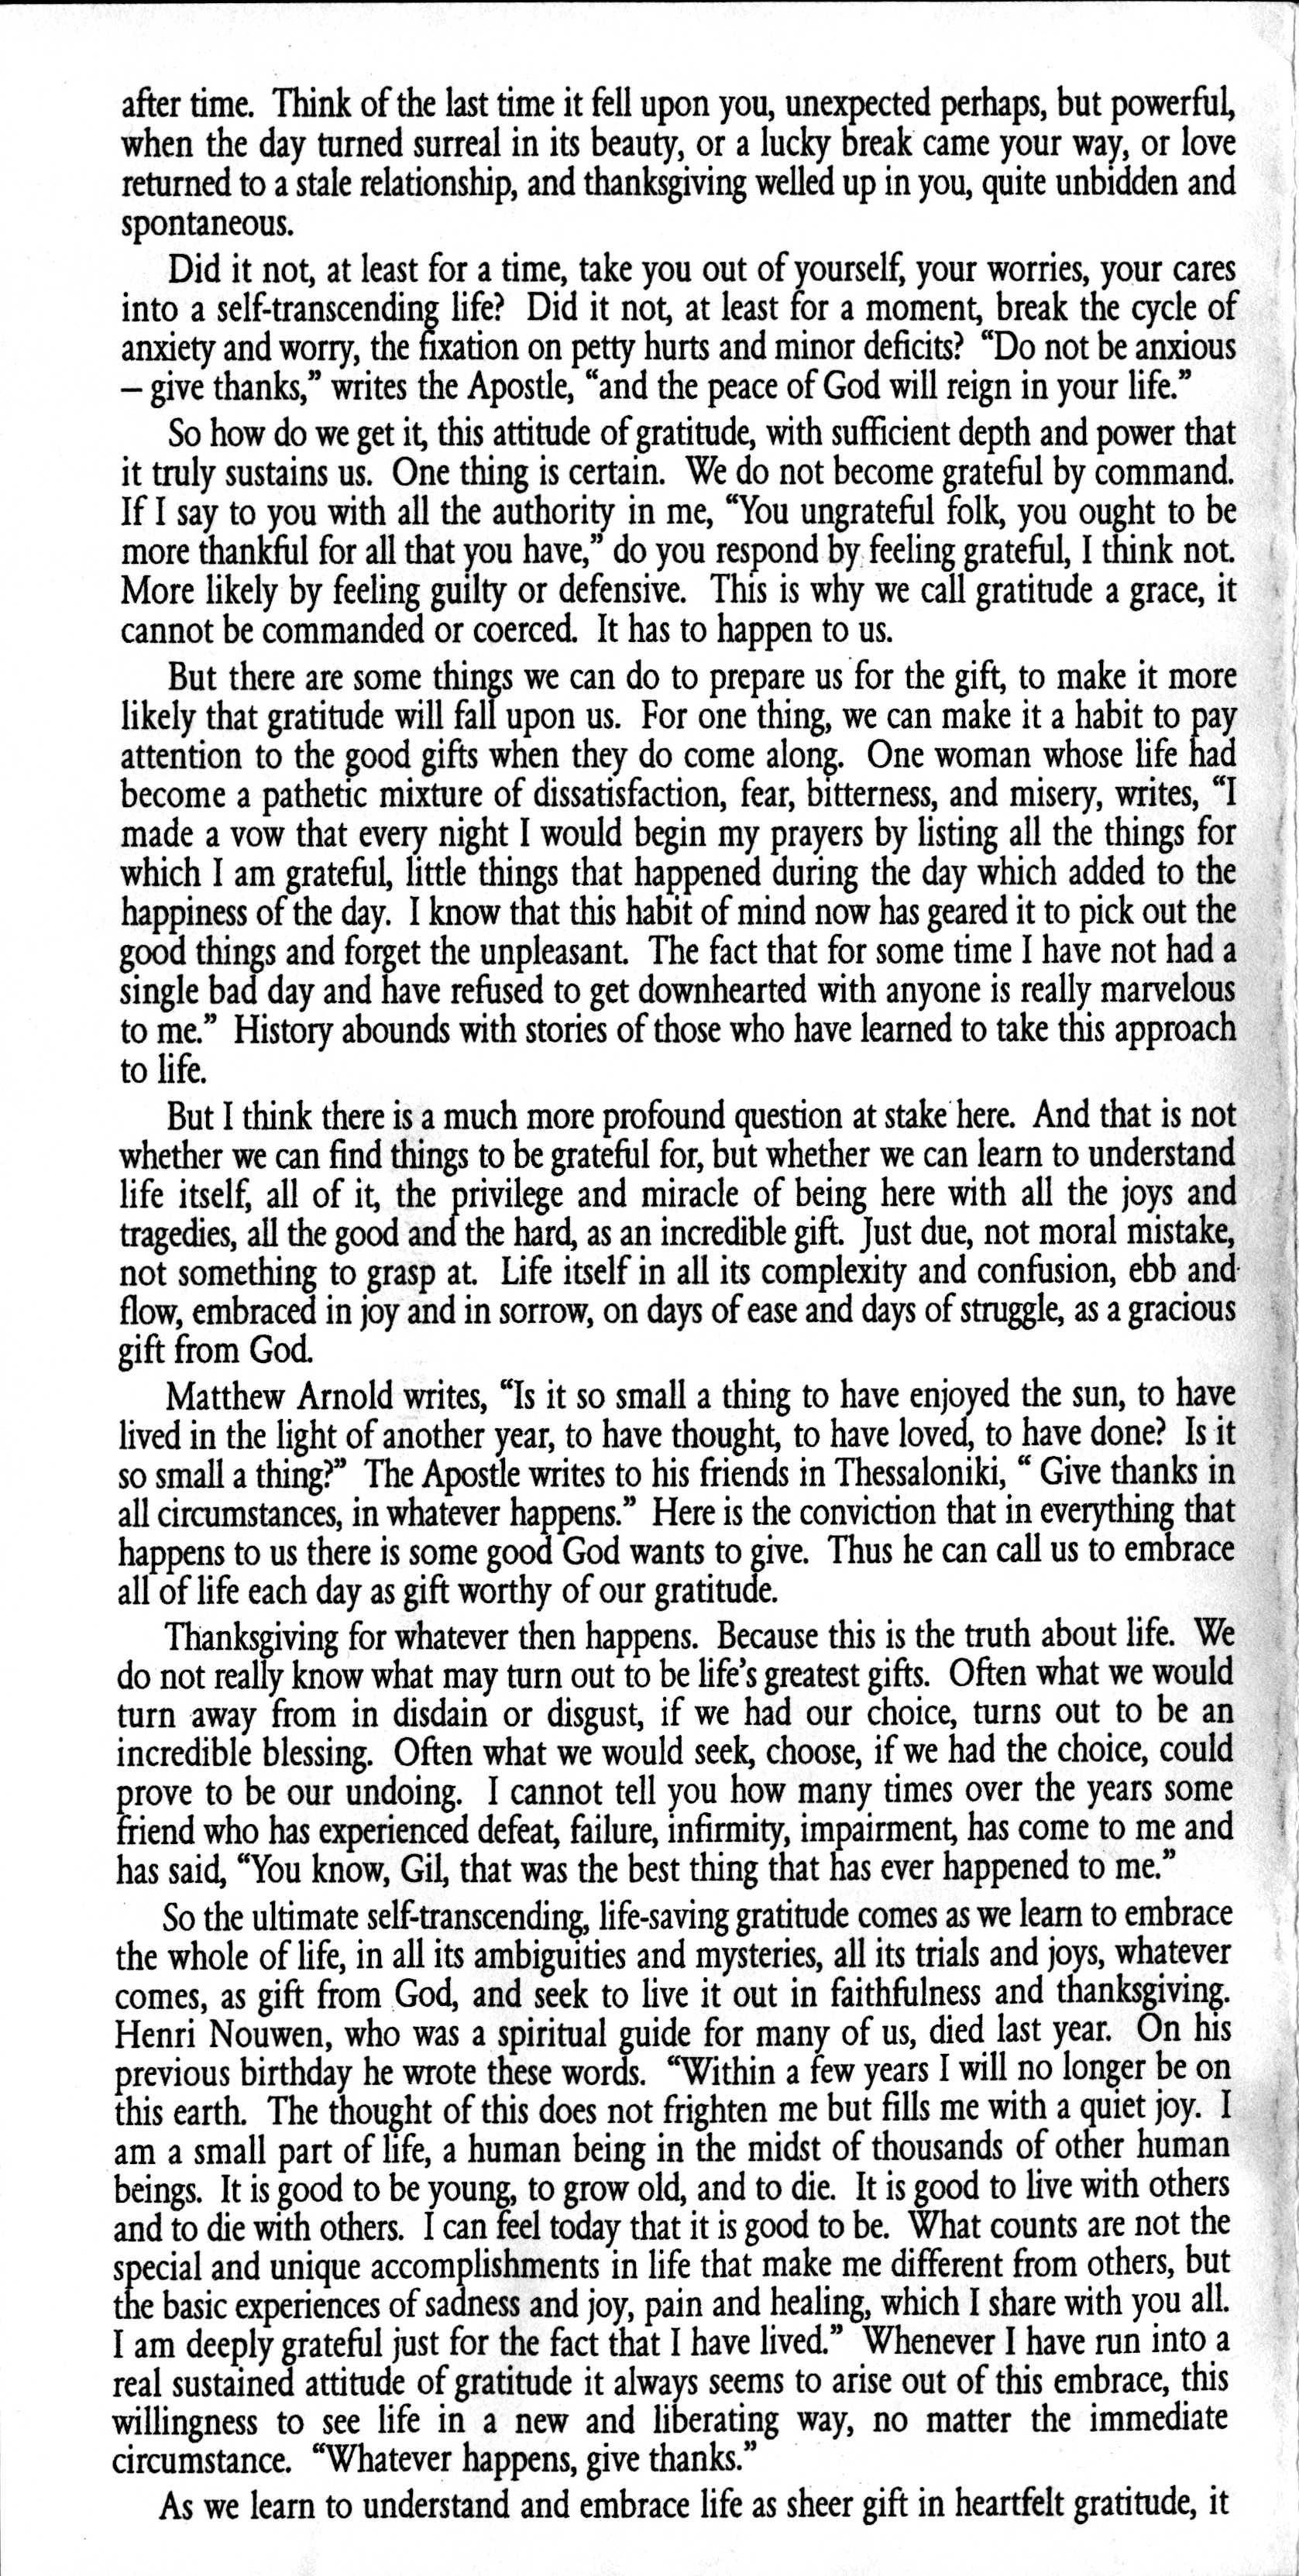 after time. Think of the last time it fell upon you, unexpected perhaps, but powerful,
when the day turned surreal in its beauty, or a lucky break came your way, or love
returned to a stale relationship, and thanksgiving welled up in you, quite unbidden and
spontaneous.
Did it not, at least for a time, take you out of yourself, your worries, your cares
into a self-transcending life? Did it not, at least for a moment, break the cycle of
anxiety and worry, the fixation on petty hurts and minor deficits? “Do not be anxious
– give thanks,” writes the Apostle, “and the peace of God will reign in your life.”
So how do we get it, this attitude of gratitude, with sufficient depth and power that
it truly sustains us. One thing is certain. We do not become grateful by command.
If I say to you with all the authority in me, “You ungrateful folk, you ought to be
more thankful for all that you have,” do you respond by feeling grateful, I think not.
More likely by feeling guilty or defensive. This is why we call gratitude a grace, it
cannot be commanded or coerced. It has to happen to us.
But there are some things we can do to prepare us for the gift, to make it more
likely that gratitude will fall upon us. For one thing, we can make it a habit to pay
attention to the good gifts when they do come along. One woman whose life had
become a pathetic mixture of dissatisfaction, fear, bitterness, and misery, writes, “I
made a vow that every night I would begin my prayers by listing all the things for
which I am grateful, little things that happened during the day which added to the
happiness of the day. I know that this habit of mind now has geared it to pick out the
good things and forget the unpleasant. The fact that for some time I have not had a
single bad day and have refused to get downhearted with anyone is really marvelous
to me.” History abounds with stories of those who have learned to take this approach
to life.
But I think there is a much more profound question at stake here. And that is not
whether we can find things to be grateful for, but whether we can learn to understand
life itself, all of it, the privilege and miracle of being here with all the joys and
tragedies, all the good and the hard, as an incredible gift. Just due, not moral mistake,
not something to grasp at. Life itself in all its complexity and confusion, ebb and
flow, embraced in joy and in sorrow, on days of ease and days of struggle, as a gracious
gift from God.
Matthew Arnold writes, “Is it so small a thing to have enjoyed the sun, to have
lived in the light of another year, to have thought, to have loved, to have done? Is it
so small a thing?” The Apostle writes to his friends in Thessaloniki, “ Give thanks in
all circumstances, in whatever happens.” Here is the conviction that in everything that
happens to us there is some good God wants to give. Thus he can call us to embrace
all of life each day as gift worthy of our gratitude.
Thanksgiving for whatever then happens. Because this is the truth about life. We
do not really know what may turn out to be life’s greatest gifts. Often what we would
turn away from in disdain or disgust, if we had our choice, turns out to be an
incredible blessing. Often what we would seek, choose, if we had the choice, could
prove to be our undoing. I cannot tell you how many times over the years some
friend who has experienced defeat, failure, infirmity, impairment, has come to me and
has said, “You know, Gil, that was the best thing that has ever happened to me.”
So the ultimate self-transcending, life-saving gratitude comes as we learn to embrace
the whole of life, in all its ambiguities and mysteries, all its trials and joys, whatever
comes, as gift from God, and seek to live it out in faithfulness and thanksgiving.
Henri Nouwen, who was a spiritual guide for many of us, died last year. On his
previous birthday he wrote these words. “Within a few years I will no longer be on
this earth. The thought of this does not frighten me but fills me with a quiet joy. I
am a small part of life, a human being in the midst of thousands of other human
beings. It is good to be young, to grow old, and to die. It is good to live with others
and to die with others. I can feel today that it is good to be. What counts are not the
special and unique accomplishments in life that make me different from others, but
the basic experiences of sadness and joy, pain and healing, which I share with you all.
I am deeply grateful just for the fact that I have lived.” Whenever I have run into a
real sustained attitude of gratitude it always seems to arise out of this embrace, this
willingness to see life in a new and liberating way, no matter the immediate
circumstance. “Whatever happens, give thanks.”
As we learn to understand and embrace life as sheer gift in heartfelt gratitude, it